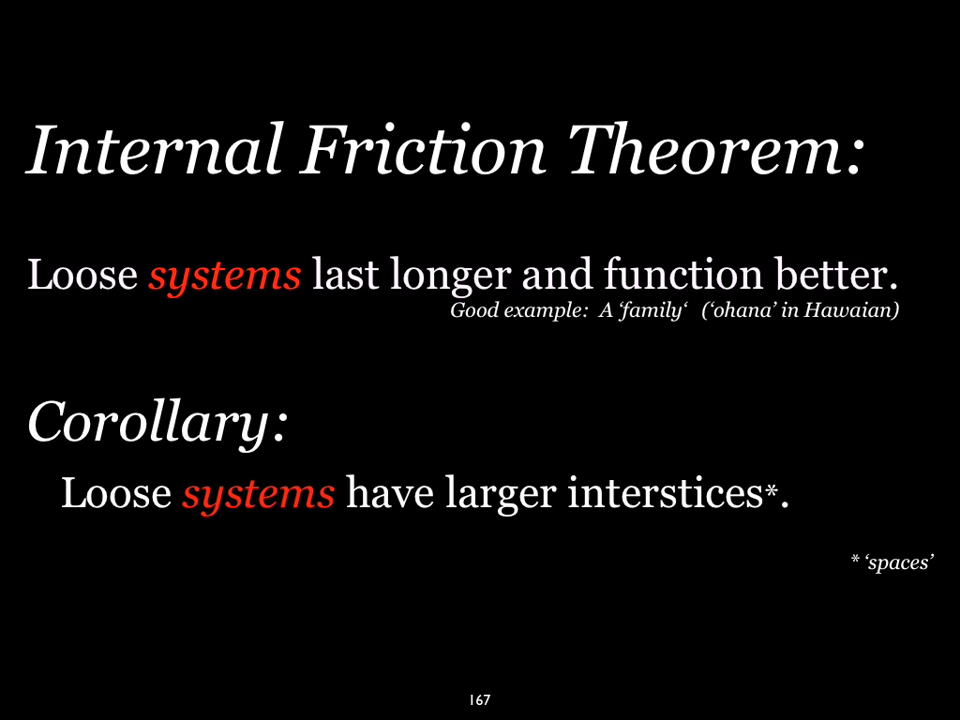 Internal Friction Theorem:
Loose systems last longer and function better.
Good example: A ‘family‘ (‘ohana’ in Hawaian)
Corollary:
Loose systems have larger interstices*.
* ‘spaces’
167